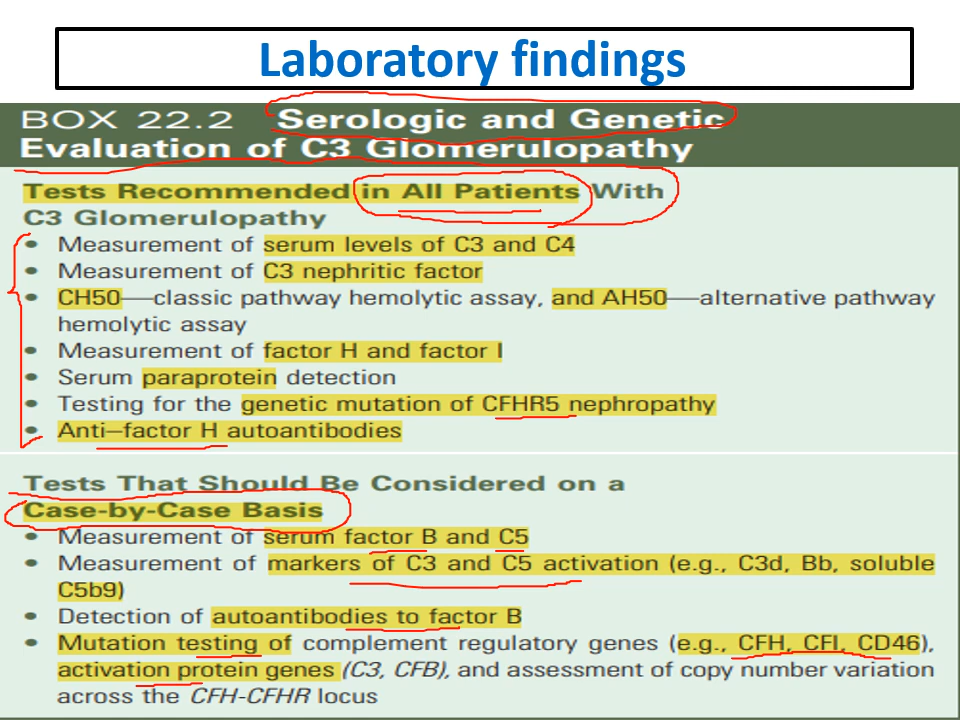 Laboratory findings
BOX 22.2 Serologic and Genetic
Evaluation of C3 Glomerulopathy
Tests Recommended in All Patients With
C3 Glomerulopathy
• Measurement of serum levels of C3 and C4
• Measurement of C3 nephritic factor
• CH50—classic pathway hemolytic assay, and AH50—alternative pathway
hemolytic assay
• Measurement of factor H and factor I
• Serum paraprotein detection
• Testing for the genetic mutation of CFHR5 nephropathy
• Anti–factor H autoantibodies
Tests That Should Be Considered on a
Case-by-Case Basis
• Measurement of serum factor B and C5
• Measurement of markers of C3 and C5 activation (e.g., C3d, Bb, soluble
C5b9)
• Detection of autoantibodies to factor B
• Mutation testing of complement regulatory genes (e.g., CFH, CFI, CD46),
activation protein genes (C3, CFB), and assessment of copy number variation
across the CFH-CFHR locus